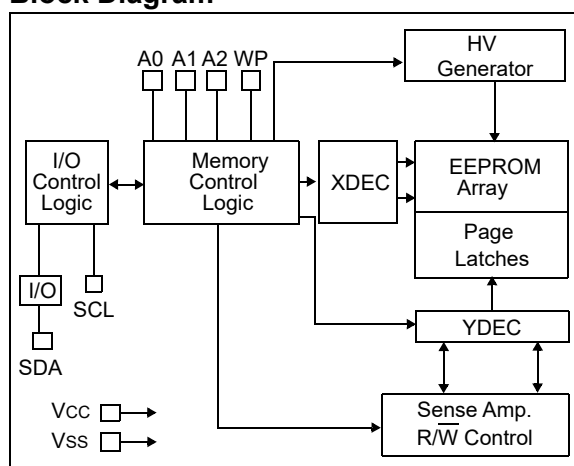 Block Diagram
A0 A1 A2 WP
HV
Generator
I/O
Control
Logic
Memory
Control
Logic
XDEC
EEPROM
Array
Page
Latches
I/O
SCL
SDA
YDEC
VCC
VSS
Sense Amp.
R/W̅ Control